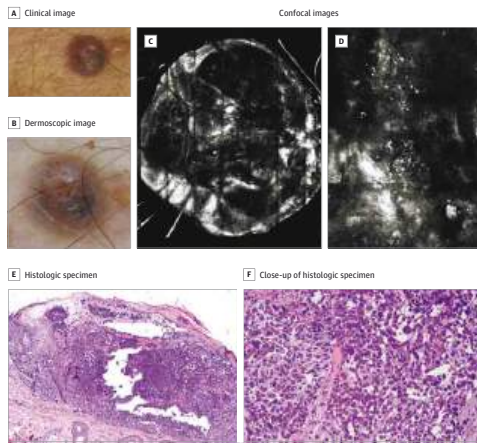 A Clinical image
Confocal images
C
D
B Dermoscopic image
E Histologic specimen
F Close-up of histologic specimen